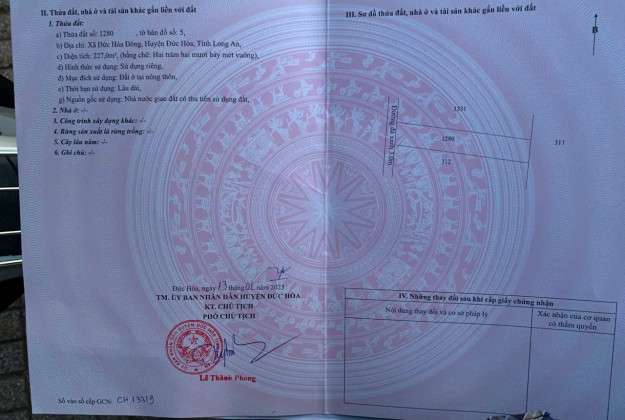 II. Thửa đất, nhà ở và tài sản khác gắn liền với đất
1. Thửa đất:
a) Thửa đất số: 1280 , tờ bản đồ số: 5,
b) Địa chỉ: Xã Đức Hòa Đông, Huyện Đức Hòa, Tỉnh Long An,
c) Diện tích: 227,0m², (bằng chữ: Hai trăm hai mươi bảy mét vuông),
d) Hình thức sử dụng: Sử dụng riêng,
đ) Mục đích sử dụng: Đất ở tại nông thôn,
e) Thời hạn sử dụng: Lâu dài,
g) Nguồn gốc sử dụng: Nhà nước giao đất có thu tiền sử dụng đất,
2. Nhà ở: -/-
3. Công trình xây dựng khác: -/-
4. Rừng sản xuất là rừng trồng: -/-
5. Cây lâu năm: -/-
6. Ghi chú: -/-
Đức Hòa, ngày 13 tháng 01 năm 2023
TM. ỦY BAN NHÂN DÂN HUYỆN ĐỨC HÒA
KT. CHỦ TỊCH
PHÓ CHỦ TỊCH
Lê Thành Phong
Số vào sổ cấp GCN: CH 13319
III. Sơ đồ thửa đất, nhà ở và tài sản khác gắn liền với đất
B
1331
Đường đá xanh
1280
311
312
IV. Những thay đổi sau khi cấp giấy chứng nhận
Nội dung thay đổi và cơ sở pháp lý
Xác nhận của cơ quan
có thẩm quyền